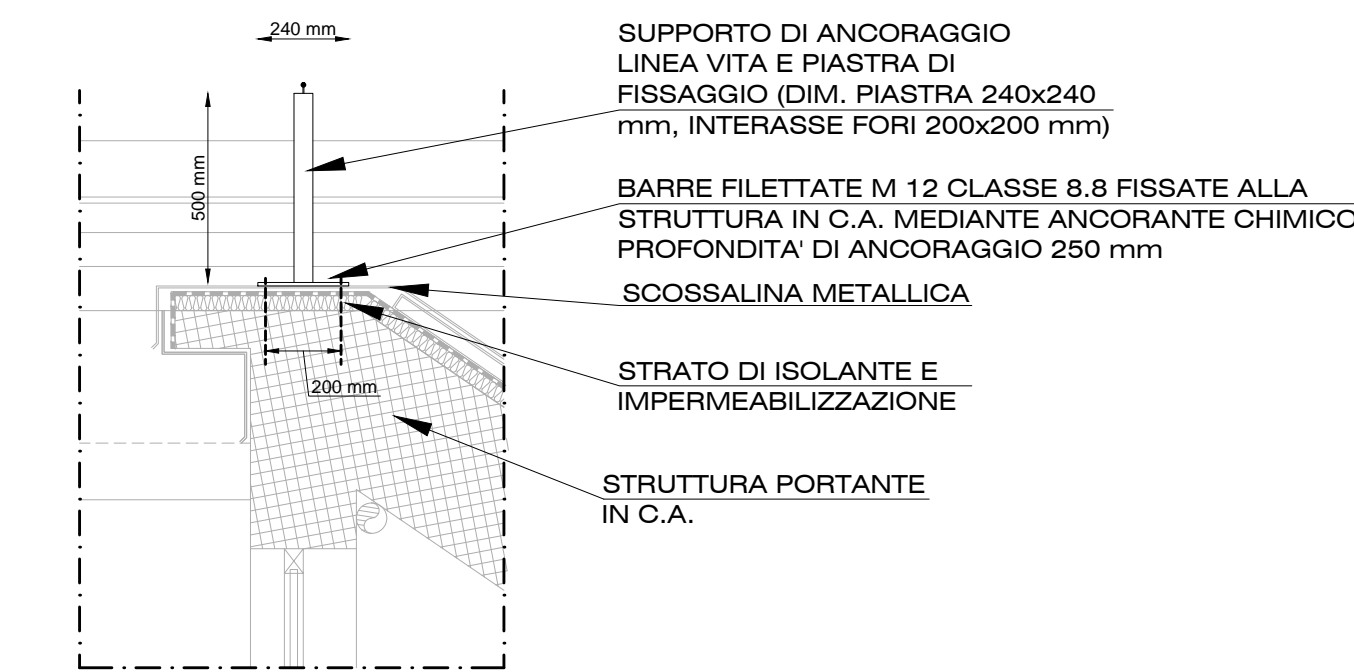 240 mm
500 mm
200 mm
SUPPORTO DI ANCORAGGIO
LINEA VITA E PIASTRA DI
FISSAGGIO (DIM. PIASTRA 240x240
mm, INTERASSE FORI 200x200 mm)
BARRE FILETTATE M 12 CLASSE 8.8 FISSATE ALLA
STRUTTURA IN C.A. MEDIANTE ANCORANTE CHIMICO
PROFONDITA' DI ANCORAGGIO 250 mm
SCOSSALINA METALLICA
STRATO DI ISOLANTE E
IMPERMEABILIZZAZIONE
STRUTTURA PORTANTE
IN C.A.